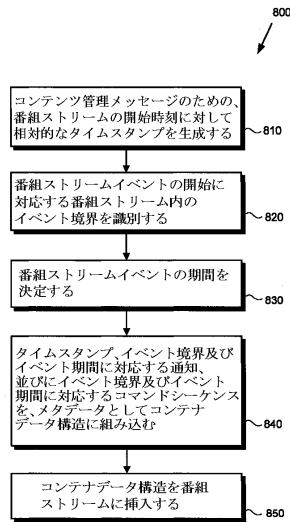 800
コンテンツ管理メッセージのための、
番組ストリームの開始時刻に対して
相対的なタイムスタンプを生成する
810
番組ストリームイベントの開始に
対応する番組ストリーム内の
イベント境界を識別する
820
番組ストリームイベントの期間を
決定する
830
タイムスタンプ、イベント境界及び
イベント期間に対応する通知、
並びにイベント境界及びイベント
期間に対応するコマンドシーケンス
を、メタデータとしてコンテナ
データ構造に組み込む
840
コンテナデータ構造を番組
ストリームに挿入する
850